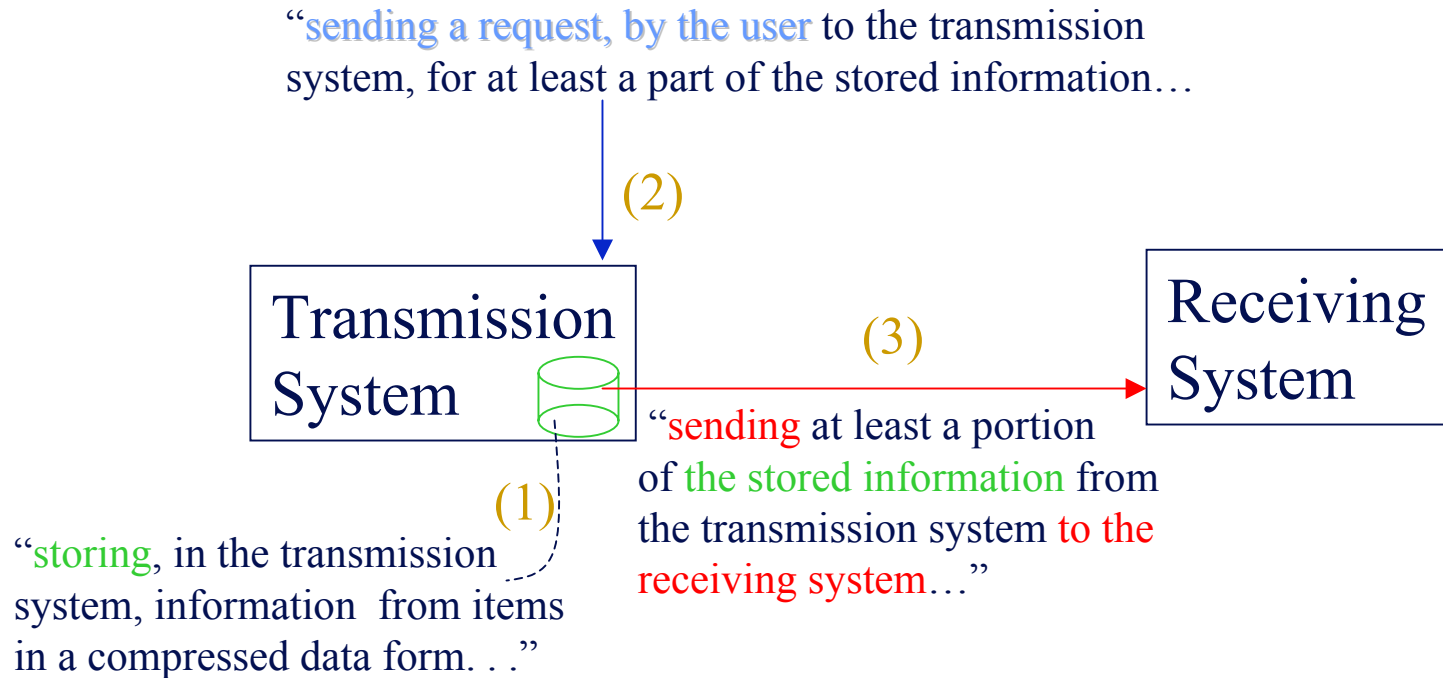 “sending a request, by the user to the transmission
system, for at least a part of the stored information…
(2)
Transmission
System
(3)
Receiving
System
“sending at least a portion
of the stored information from
the transmission system to the
receiving system…”
(1)
“storing, in the transmission
system, information from items
in a compressed data form. . .”